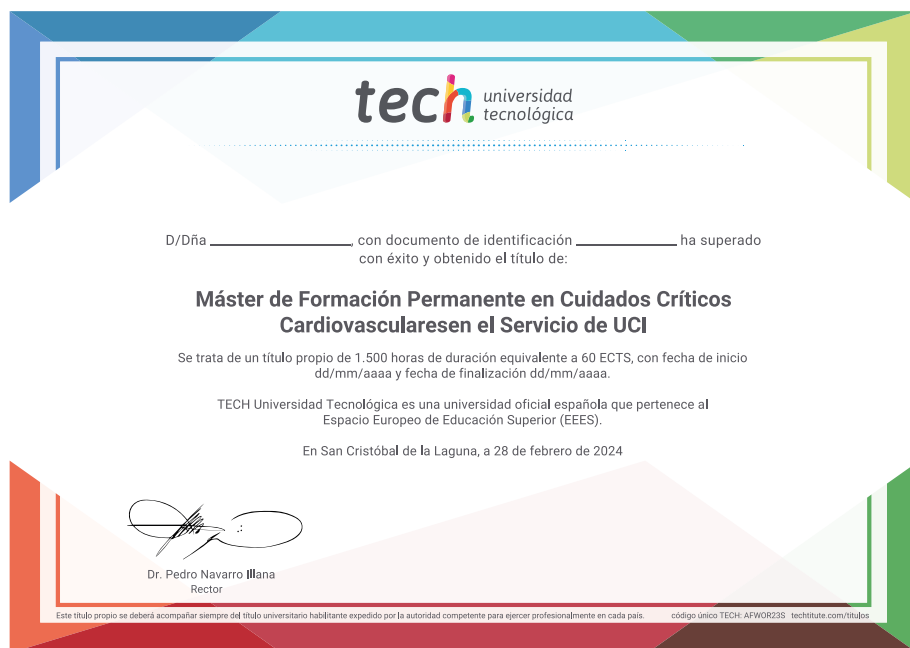 tech universidad
tecnológica
D/Dña ______________, con documento de identificación __________ ha superado
con éxito y obtenido el título de:
Máster de Formación Permanente en Cuidados Críticos
Cardiovascularesen el Servicio de UCI
Se trata de un título propio de 1.500 horas de duración equivalente a 60 ECTS, con fecha de inicio
dd/mm/aaaa y fecha de finalización dd/mm/aaaa.
TECH Universidad Tecnológica es una universidad oficial española que pertenece al
Espacio Europeo de Educación Superior (EEES).
En San Cristóbal de la Laguna, a 28 de febrero de 2024
Dr. Pedro Navarro Illana
Rector
Este título propio se deberá acompañar siempre del título universitario habilitante expedido por la autoridad competente para ejercer profesionalmente en cada país. código único TECH: AFWOR23S techtitute.com/titulos